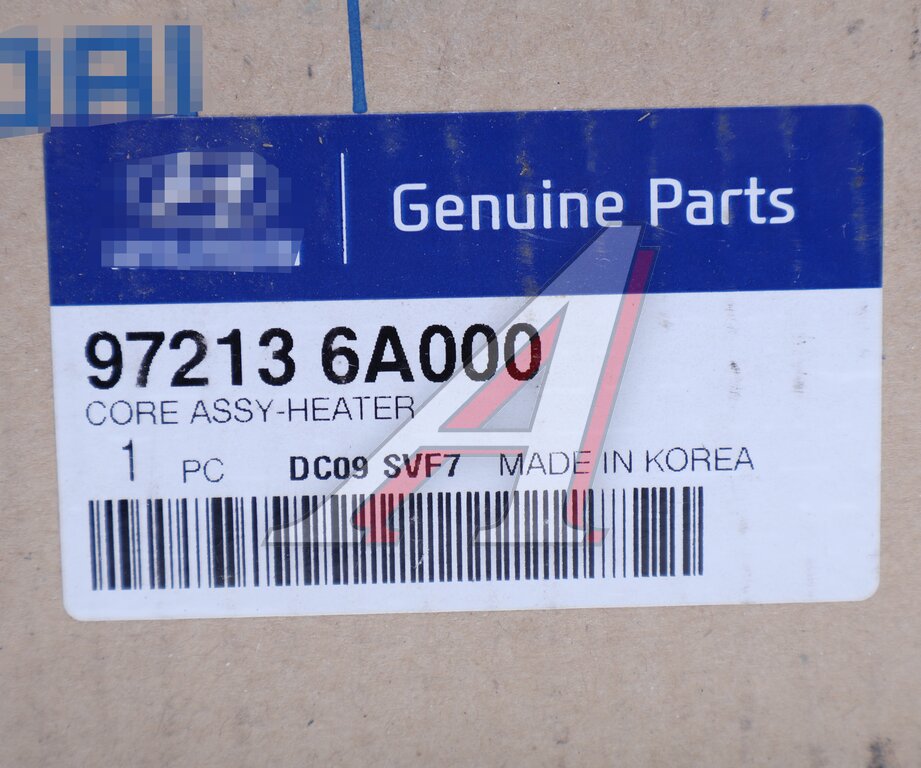 Genuine Parts
97213 6A000
CORE ASSY-HEATER
1 PC DC09 SVF7 MADE IN KOREA